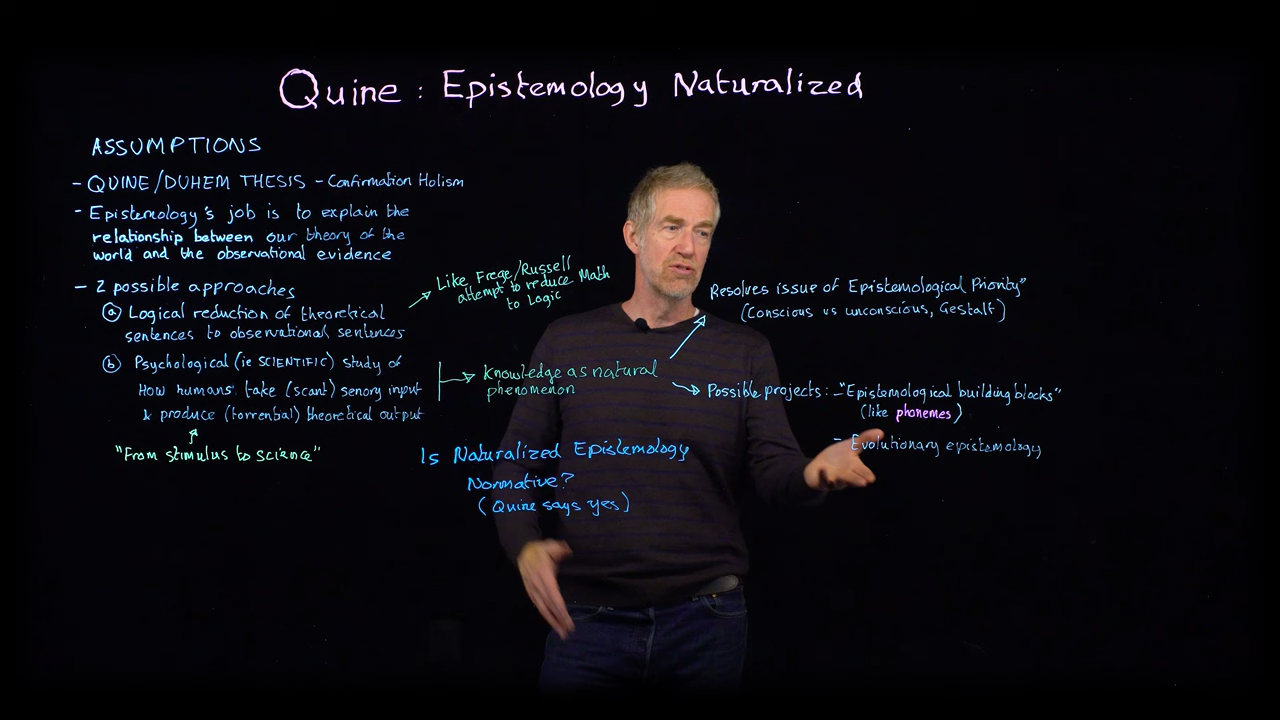 Quine : Epistemology Naturalized
ASSUMPTIONS
- QUINE/DUHEM THESIS - Confirmation Holism
- Epistemology's job is to explain the
relationship between our theory of the
world and the observational evidence
- 2 possible approaches
(a) Logical reduction of theoretical
sentences to observational sentences
Like Frege/Russell
attempt to reduce Math
to Logic
(b) Psychological (ie SCIENTIFIC) study of
How humans take (scant) senory input
& produce (torrential) theoretical output
"From stimulus to science"
Knowledge as natural
phenomenon
Resolves issue of Epistemological Priority"
(Conscious vs unconscious, Gestalt)
Possible projects: - "Epistemological building blocks"
(like phonemes)
- Evolutionary epistemology
Is Naturalized Epistemology
Normative?
(Quine says yes)